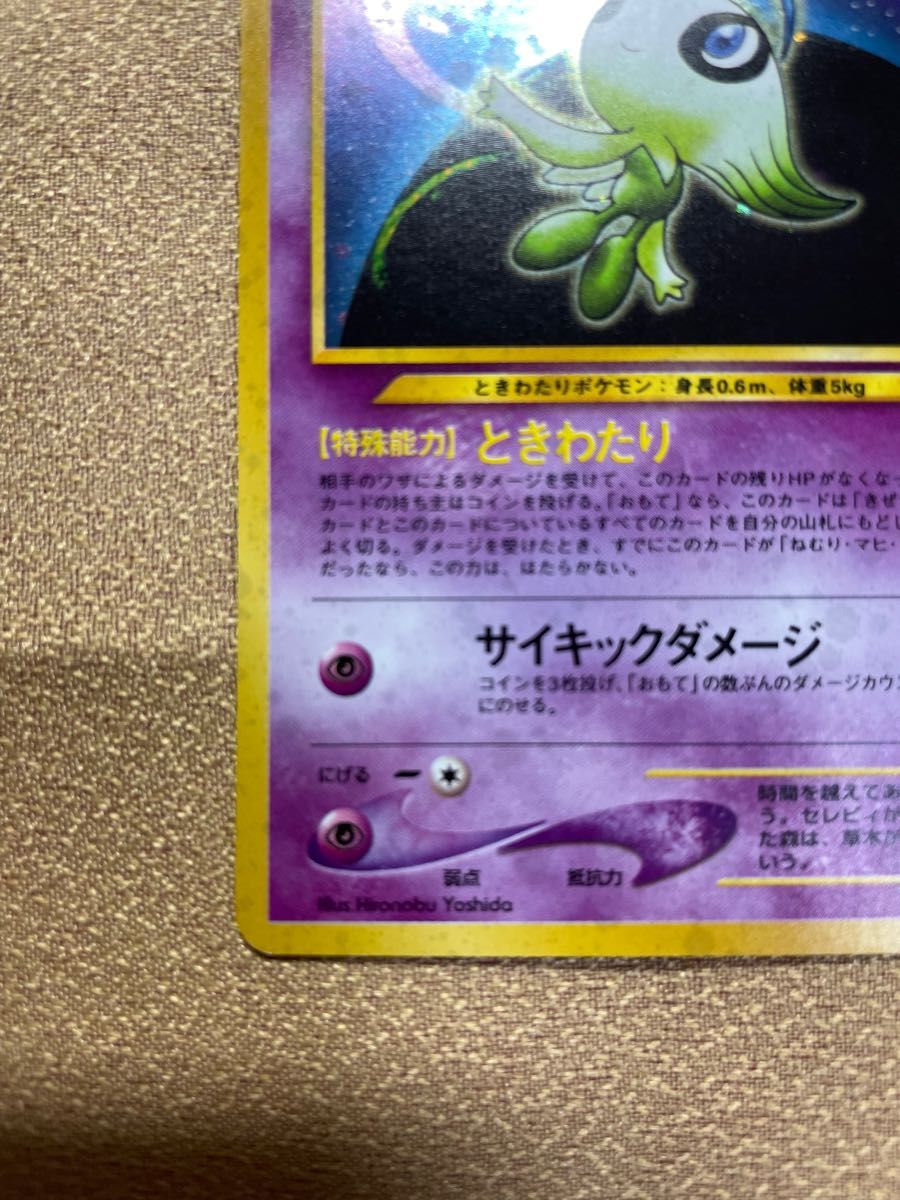 ときわたりポケモン：身長0.6m、体重5kg
【特殊能力】ときわたり
相手のワザによるダメージを受けて、このカードの残りHPがなくな
カードの持ち主はコインを投げる。「おもて」なら、このカードは「きぜ
カードとこのカードについているすべてのカードを自分の山札にもどし
よく切る。ダメージを受けたとき、すでにこのカードが「ねむり・マヒ・
だったなら、この力は、はたらかない。
サイキックダメージ
コインを3枚投げ、「おもて」の数ぶんのダメージカウン
にのせる。
にげる
時間を越えてあ
う。セレビィが
た森は、草木が
いう。
弱点 抵抗力
Illus. Hironobu Yoshida